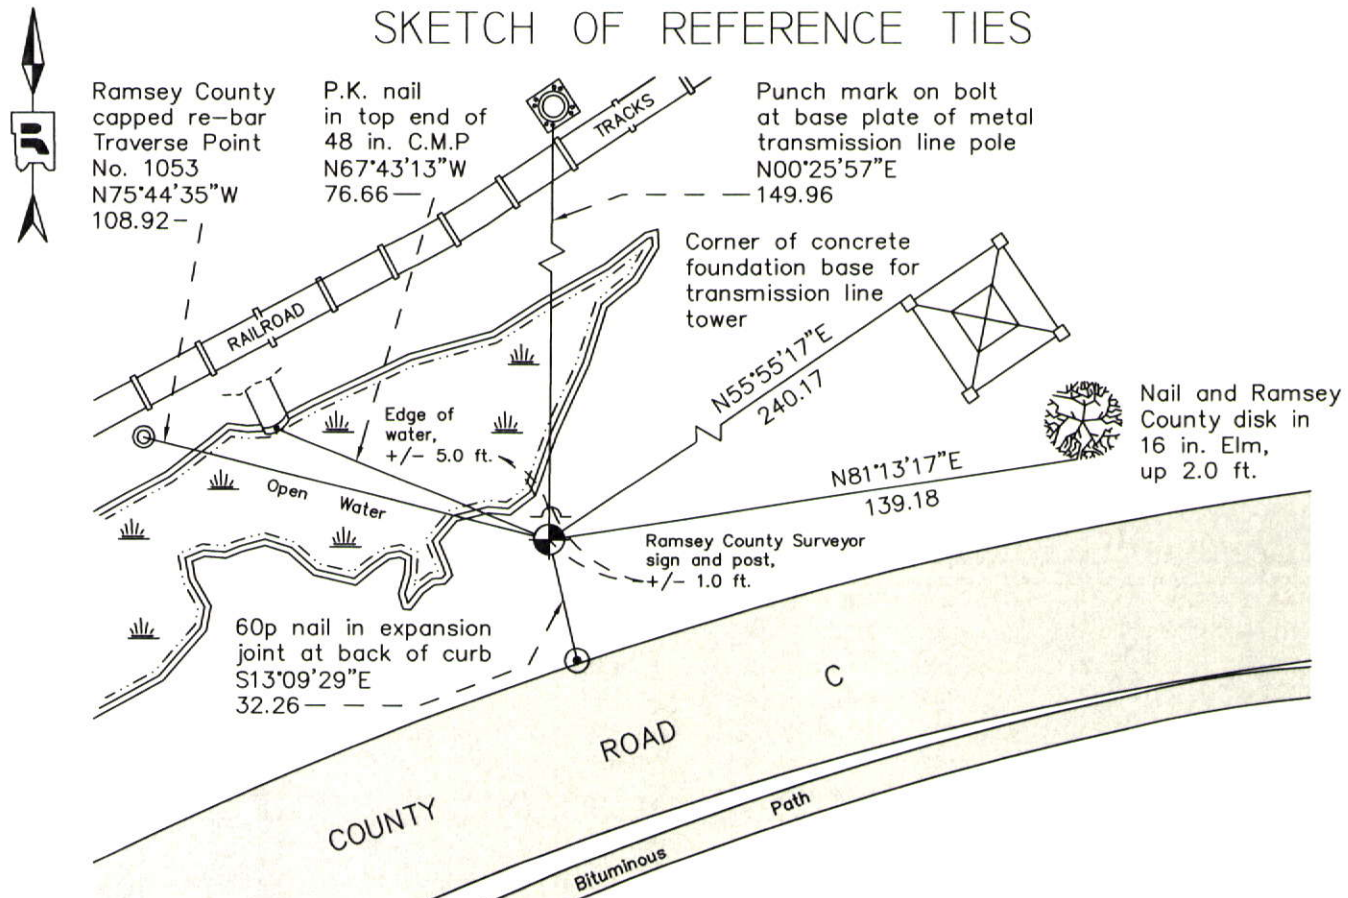 SKETCH OF REFERENCE TIES
Ramsey County
capped re-bar
Traverse Point
No. 1053
N75°44'35"W
108.92
P.K. nail
in top end of
48 in. C.M.P
N67°43'13"W
76.66
Punch mark on bolt
at base plate of metal
transmission line pole
N00°25'57"E
149.96
R
TRACKS
RAILROAD
Corner of concrete
foundation base for
transmission line
tower
N55°55'17"E
240.17
Nail and Ramsey
County disk in
16 in. Elm,
up 2.0 ft.
N81°13'17"E
139.18
Edge of
water,
+/- 5.0 ft.
Open Water
Ramsey County Surveyor
sign and post,
+/- 1.0 ft.
60p nail in expansion
joint at back of curb
S13°09'29"E
32.26
COUNTY ROAD C
Bituminous Path